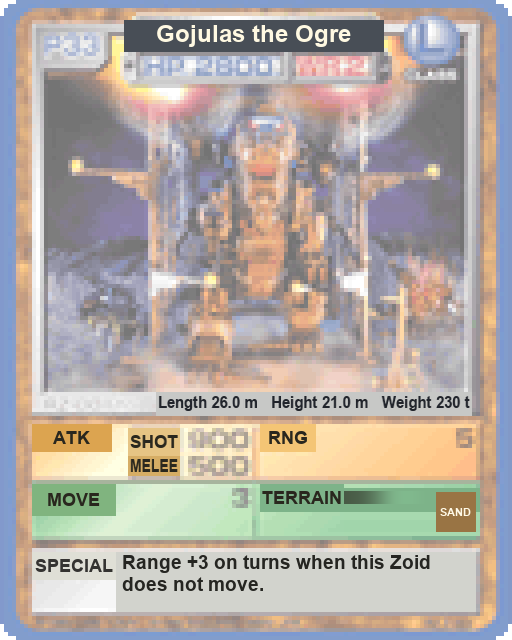 Gojulas the Ogre
P33
HP 2800
L
CLASS
Length 26.0 m Height 21.0 m Weight 230 t
ATK
SHOT 900
MELEE 500
RNG 5
MOVE 3
TERRAIN
SAND
SPECIAL
Range +3 on turns when this Zoid
does not move.